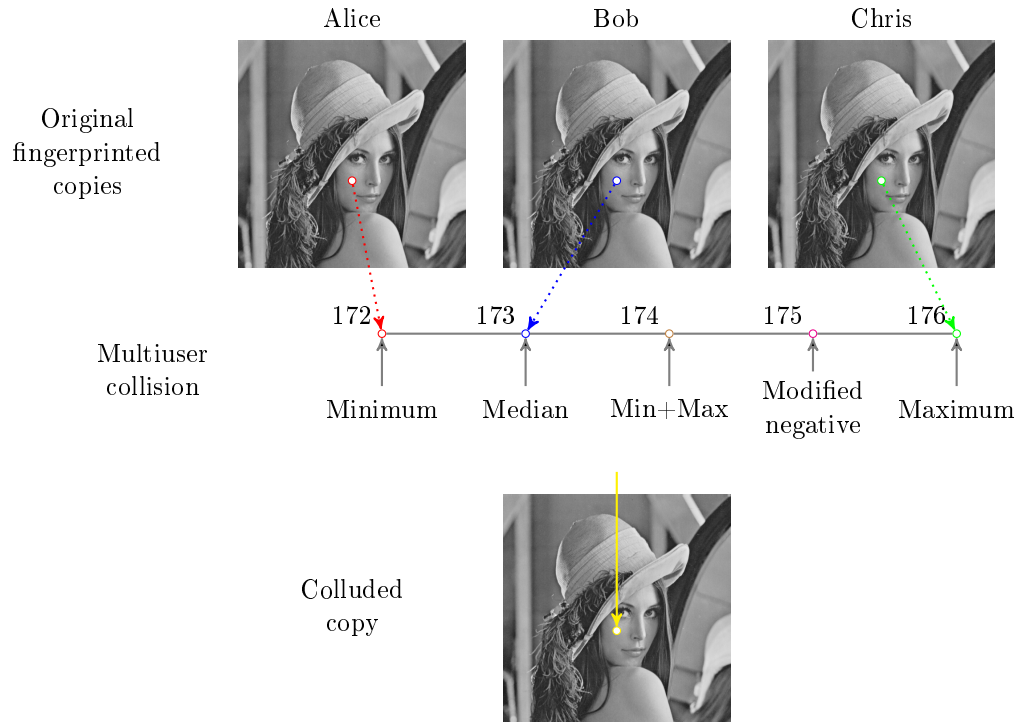 Alice
Bob
Chris
Original
fingerprinted
copies
172
173
174
175
176
Multiuser
collision
Minimum
Median
Min+Max
Modified
negative
Maximum
Colluded
copy